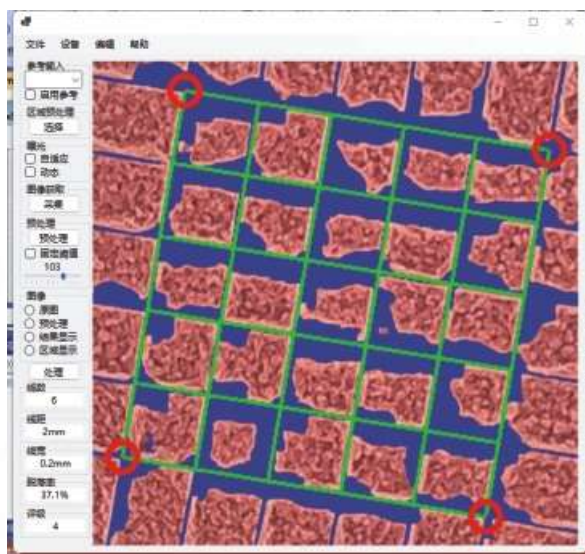 文件 设备 编辑 帮助
参考输入
启用参考
区域预处理
选择
曝光
自适应
动态
图像获取
采集
预处理
预处理
固定阈值
103
图像
原图
预处理
结果显示
区域显示
处理
线数
6
线距
2mm
线宽
0.2mm
脱落率
37.1%
评级
4